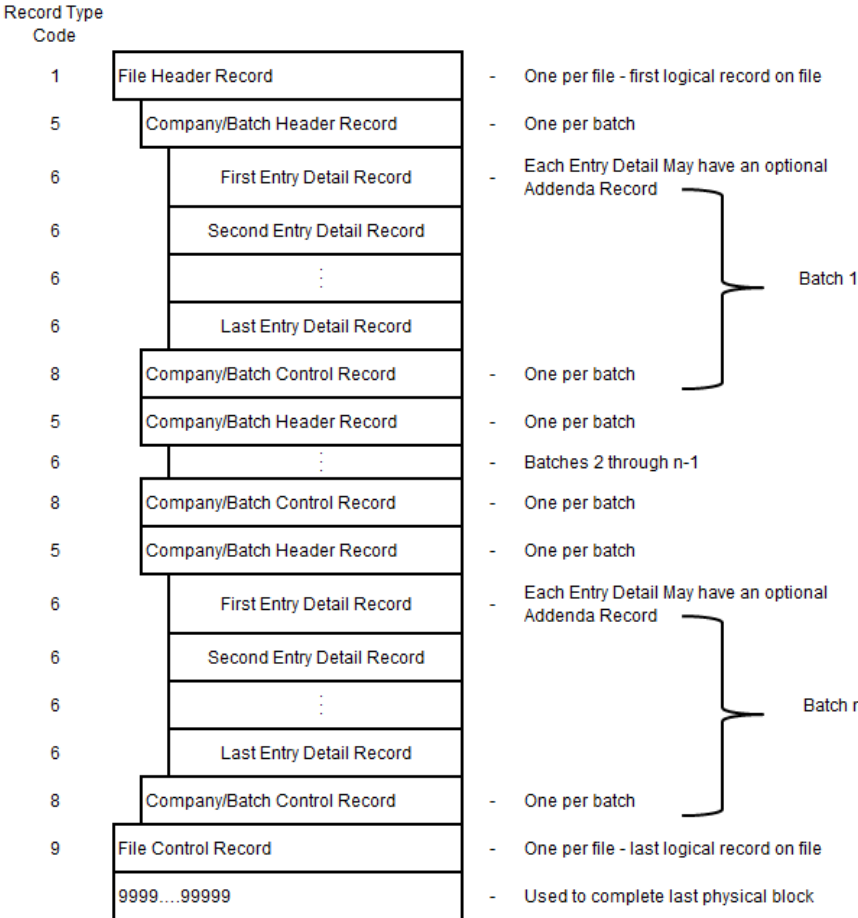 Record Type
Code
1 File Header Record - One per file - first logical record on file
5 Company/Batch Header Record - One per batch
6 First Entry Detail Record - Each Entry Detail May have an optional
Addenda Record
6 Second Entry Detail Record
6 ⋮ Batch 1
6 Last Entry Detail Record
8 Company/Batch Control Record - One per batch
5 Company/Batch Header Record - One per batch
6 ⋮ - Batches 2 through n-1
8 Company/Batch Control Record - One per batch
5 Company/Batch Header Record - One per batch
6 First Entry Detail Record - Each Entry Detail May have an optional
Addenda Record
6 Second Entry Detail Record
6 ⋮ Batch
6 Last Entry Detail Record
8 Company/Batch Control Record - One per batch
9 File Control Record - One per file - last logical record on file
9999....99999 - Used to complete last physical block